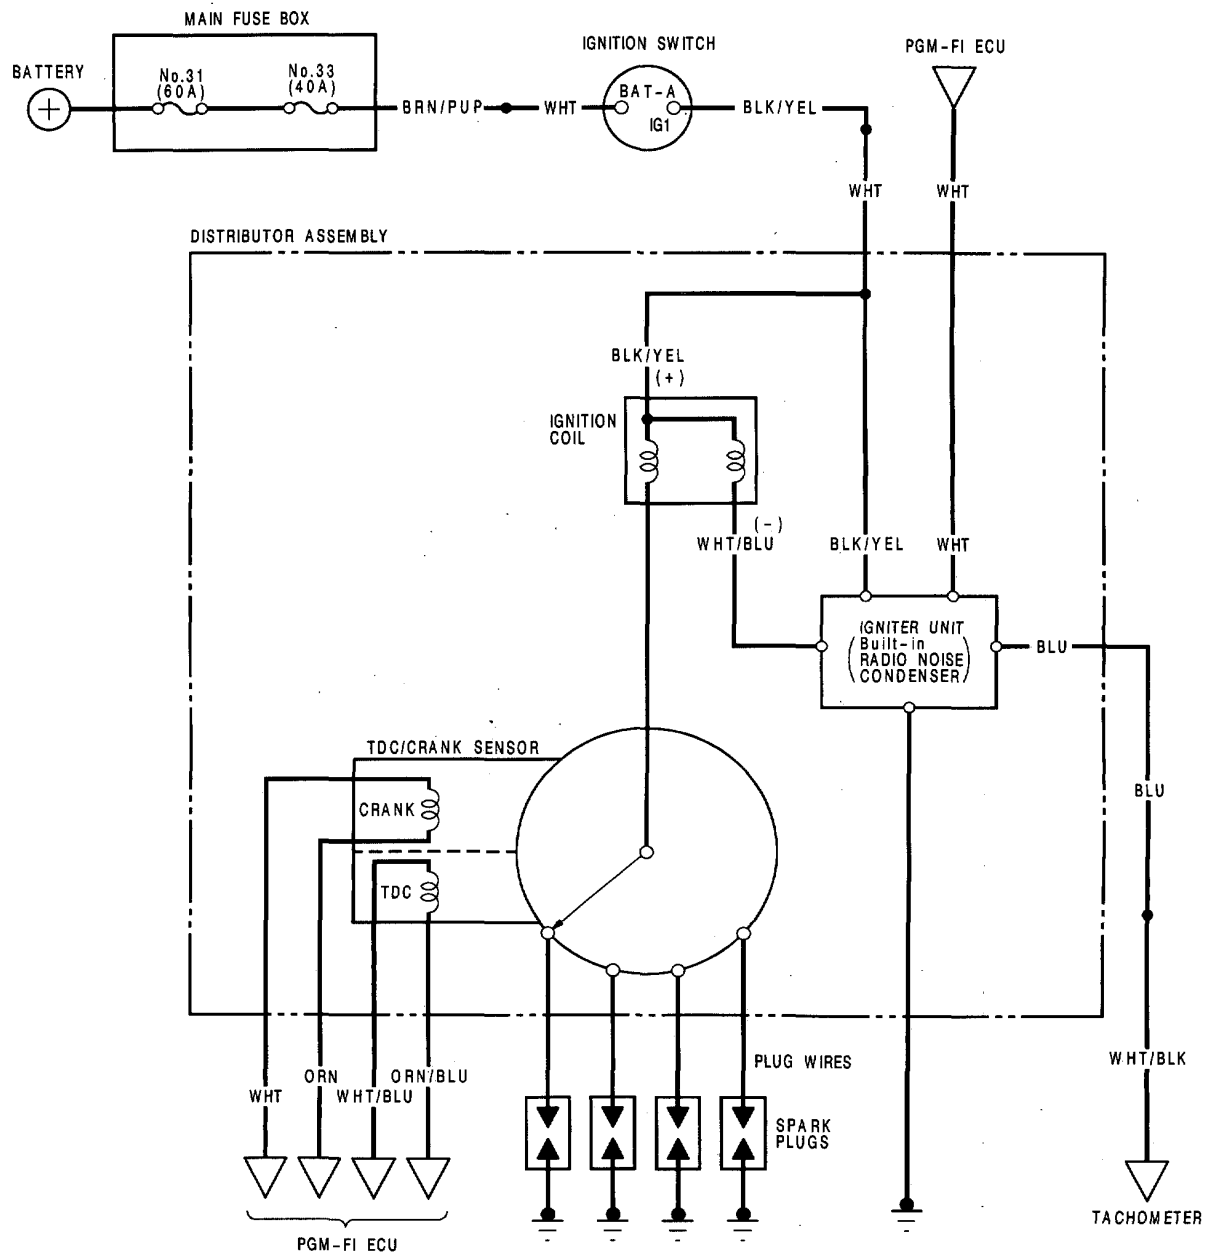 MAIN FUSE BOX
IGNITION SWITCH
PGM-FI ECU
BATTERY
No.31
(60A)
No.33
(40A)
+
BRN/PUP
WHT
BAT-A
IG1
BLK/YEL
WHT
WHT
DISTRIBUTOR ASSEMBLY
BLK/YEL
(+)
IGNITION
COIL
(-)
WHT/BLU
BLK/YEL
WHT
IGNITER UNIT
(Built-in
RADIO NOISE
CONDENSER)
BLU
TDC/CRANK SENSOR
CRANK
TDC
BLU
PLUG WIRES
WHT/BLK
ORN
ORN/BLU
WHT
WHT/BLU
SPARK
PLUGS
TACHOMETER
PGM-FI ECU